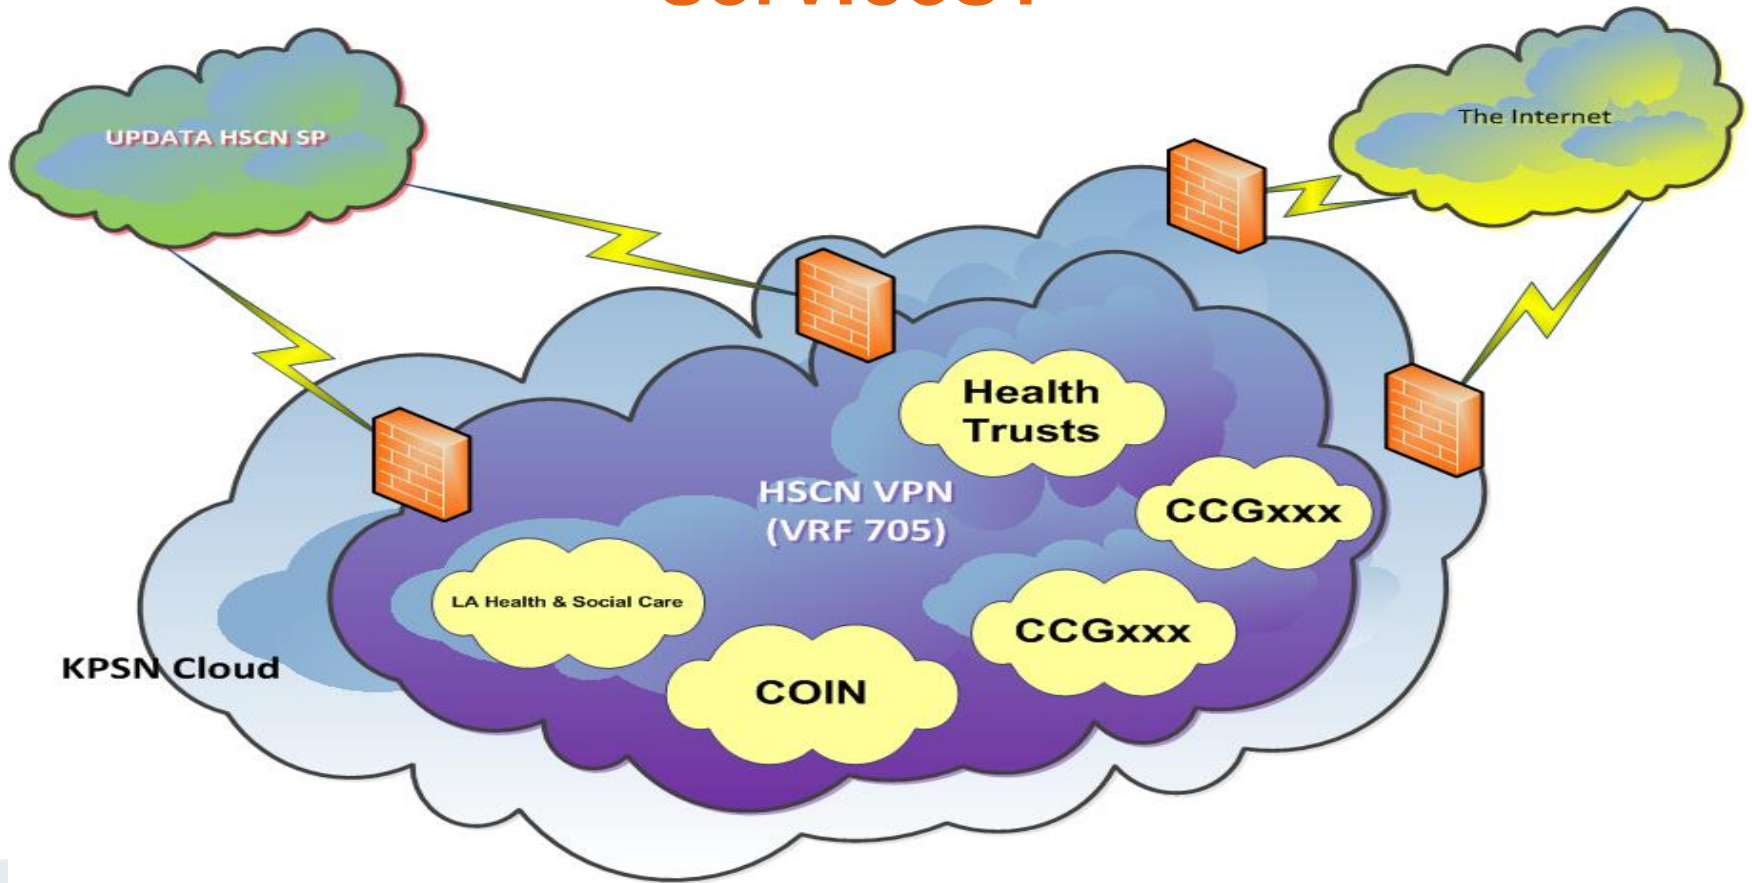 UPDATA HSCN SP
The Internet
Health
Trusts
HSCN VPN
(VRF 705)
CCGxxx
LA Health & Social Care
CCGxxx
KPSN Cloud
COIN